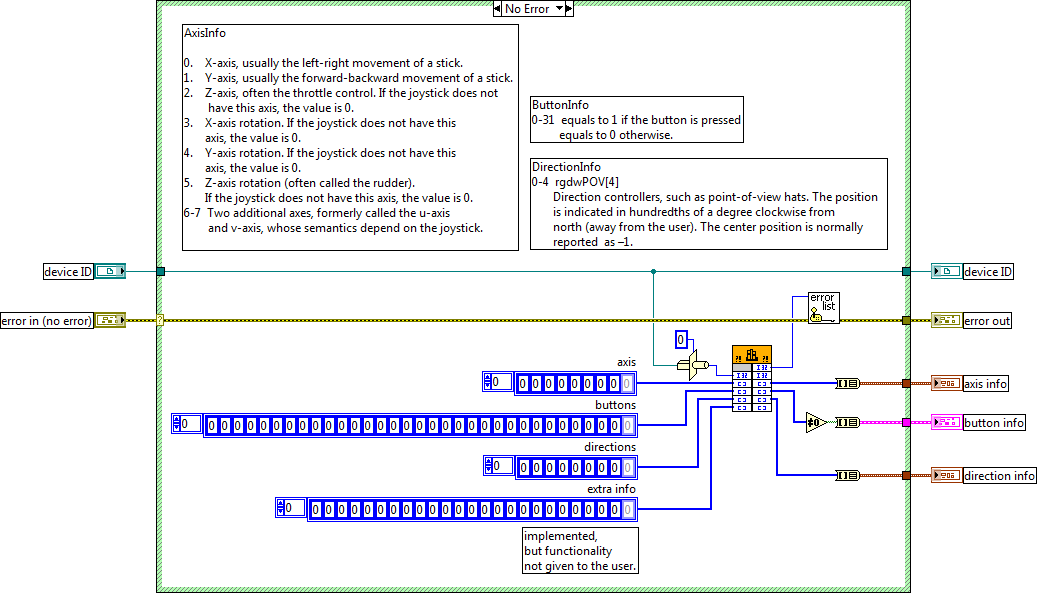 No Error
AxisInfo
0. X-axis, usually the left-right movement of a stick.
1. Y-axis, usually the forward-backward movement of a stick.
2. Z-axis, often the throttle control. If the joystick does not
have this axis, the value is 0.
3. X-axis rotation. If the joystick does not have this
axis, the value is 0.
4. Y-axis rotation. If the joystick does not have this
axis, the value is 0.
5. Z-axis rotation (often called the rudder).
If the joystick does not have this axis, the value is 0.
6-7 Two additional axes, formerly called the u-axis
and v-axis, whose semantics depend on the joystick.
ButtonInfo
0-31 equals to 1 if the button is pressed
equals to 0 otherwise.
DirectionInfo
0-4 rgdwPOV[4]
Direction controllers, such as point-of-view hats. The position
is indicated in hundredths of a degree clockwise from
north (away from the user). The center position is normally
reported as –1.
device ID
device ID
error in (no error)
?
error
list
error out
0
?! ?!
I32 I32
I32 I32
axis
0 0 0 0 0 0 0 0 0 0
axis info
buttons
0 0 0 0 0 0 0 0 0 0 0 0 0 0 0 0 0 0 0 0 0 0 0 0 0 0 0 0 0 0 0 0 0 0
≠0
button info
directions
0 0 0 0 0 0 0 0 0 0
direction info
extra info
0 0 0 0 0 0 0 0 0 0 0 0 0 0 0 0 0 0 0 0 0 0 0 0 0 0
implemented,
but functionality
not given to the user.